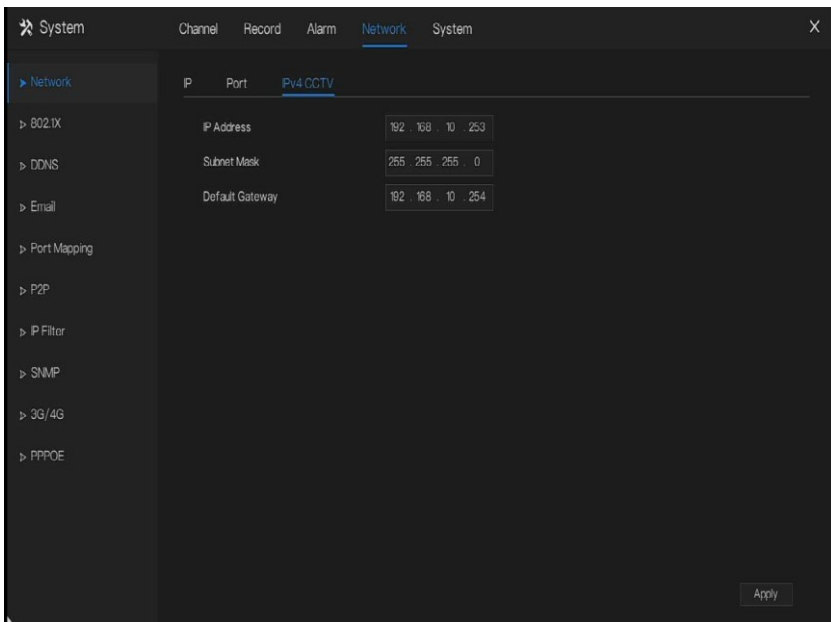 System
Channel Record Alarm Network System X
Network
802.1X
DDNS
Email
Port Mapping
P2P
IP Filter
SNMP
3G/4G
PPPOE
IP Port IPv4 CCTV
IP Address 192 . 168 . 10 . 253
Subnet Mask 255 . 255 . 255 . 0
Default Gateway 192 . 168 . 10 . 254
Apply